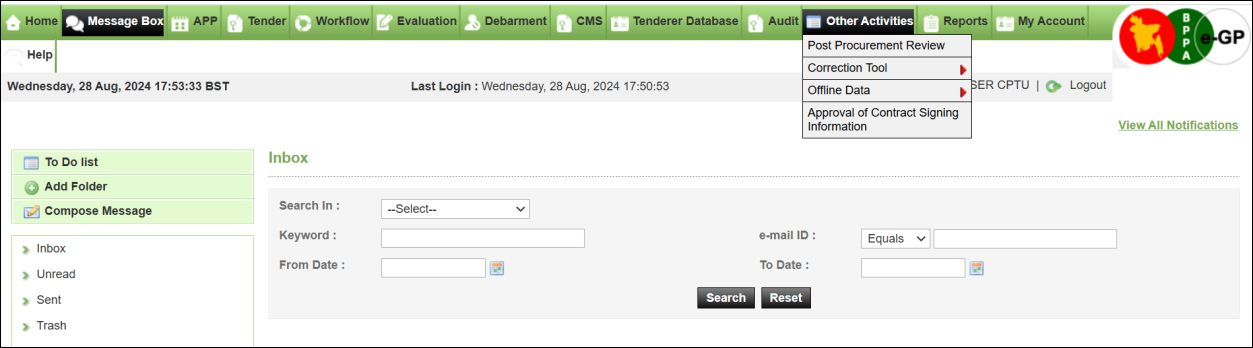 Home Message Box APP Tender Workflow Evaluation Debarment CMS Tenderer Database Audit Other Activities Reports My Account
Help
BPPA e-GP
Post Procurement Review
Correction Tool
Offline Data
Approval of Contract Signing
Information
Wednesday, 28 Aug, 2024 17:53:33 BST Last Login : Wednesday, 28 Aug, 2024 17:50:53 SER CPTU | Logout
View All Notifications
To Do list
Add Folder
Compose Message
Inbox
Unread
Sent
Trash
Inbox
Search In : --Select--
Keyword : e-mail ID : Equals
From Date : To Date :
Search Reset